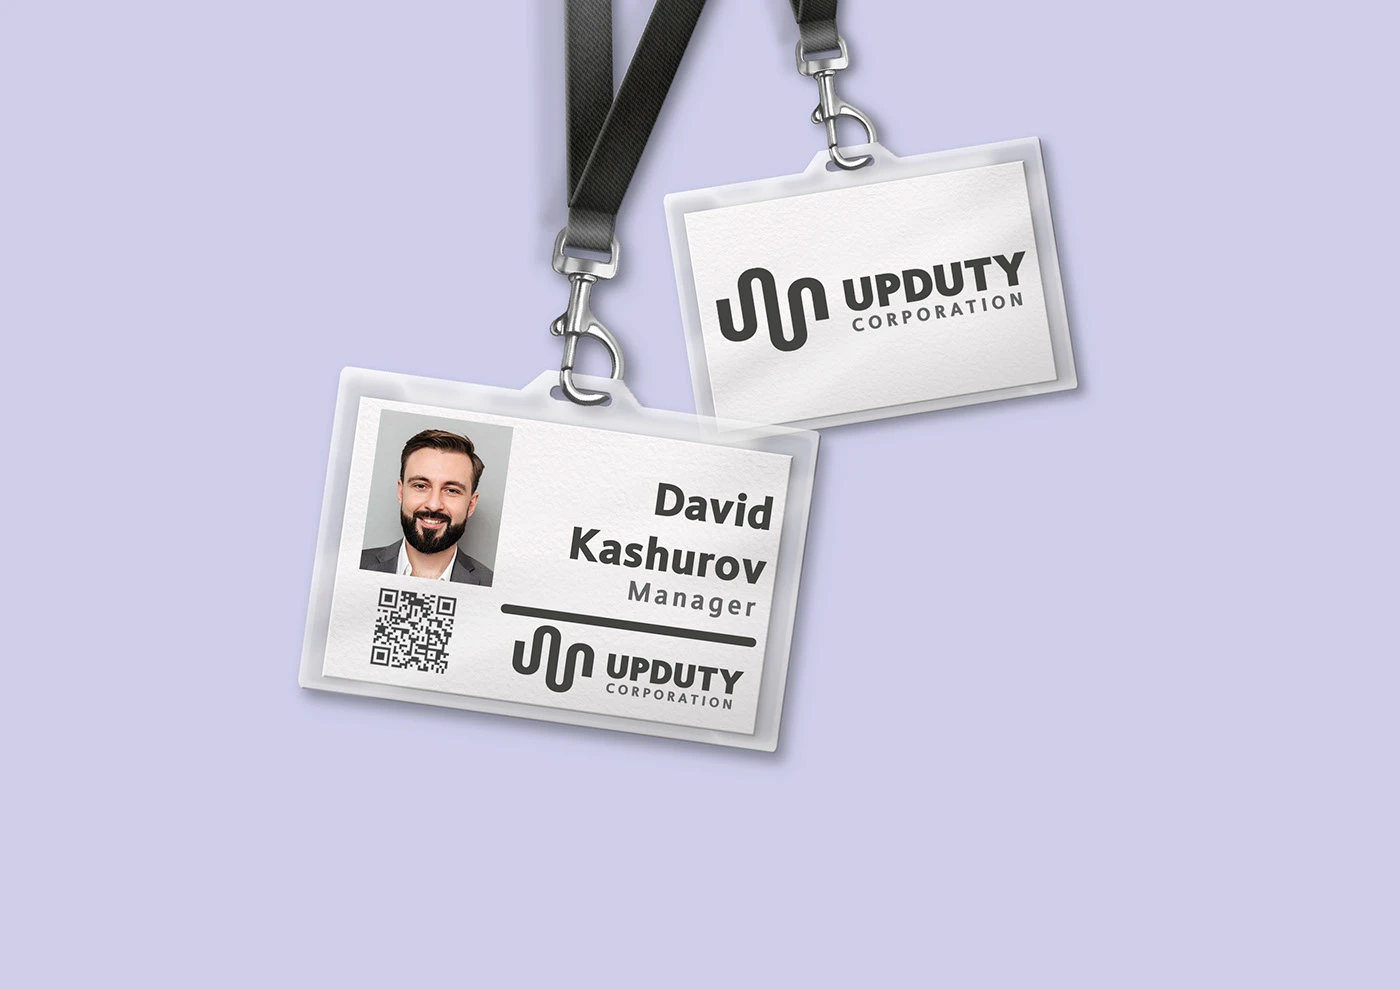 UPDUTY
CORPORATION
David
Kashurov
Manager
UPDUTY
CORPORATION